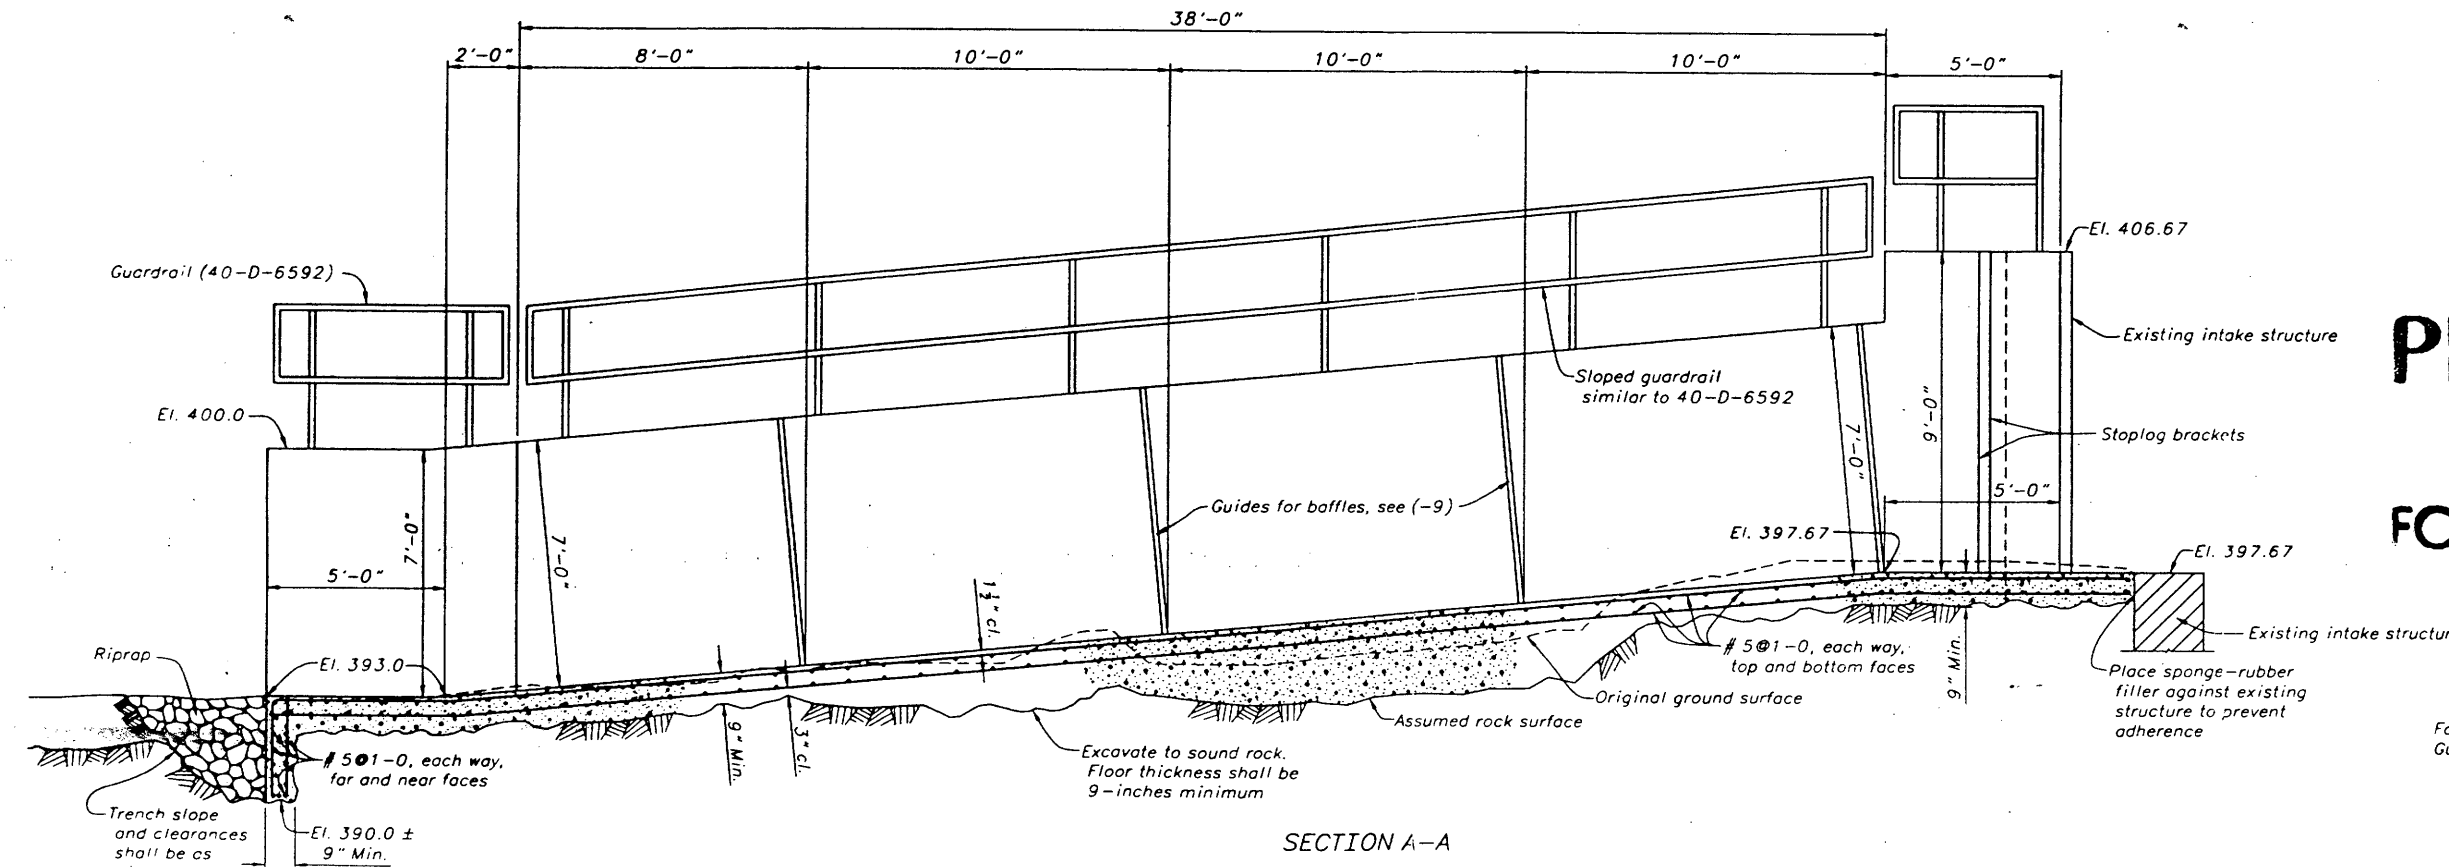 38'-0"
2'-0"
8'-0"
10'-0"
10'-0"
10'-0"
5'-0"
El. 406.67
Guardrail (40-D-6592)
Existing intake structure
Sloped guardrail
similar to 40-D-6592
El. 400.0
9'-0"
Stoplog brackets
7'-0"
7'-0"
7'-0"
5'-0"
Guides for baffles, see (-9)
El. 397.67
El. 397.67
5'-0"
1 1/2" cl.
Riprap
El. 393.0
# 5@1-0, each way,
top and bottom faces
Existing intake structur
9" Min.
Place sponge-rubber
filler against existing
structure to prevent
adherence
Original ground surface
Assumed rock surface
# 5@1-0, each way,
far and near faces
9" Min.
3" cl.
Excavate to sound rock.
Floor thickness shall be
9-inches minimum
Trench slope
and clearances
shall be as
El. 390.0 ±
9" Min.
SECTION A-A
FO
Gu